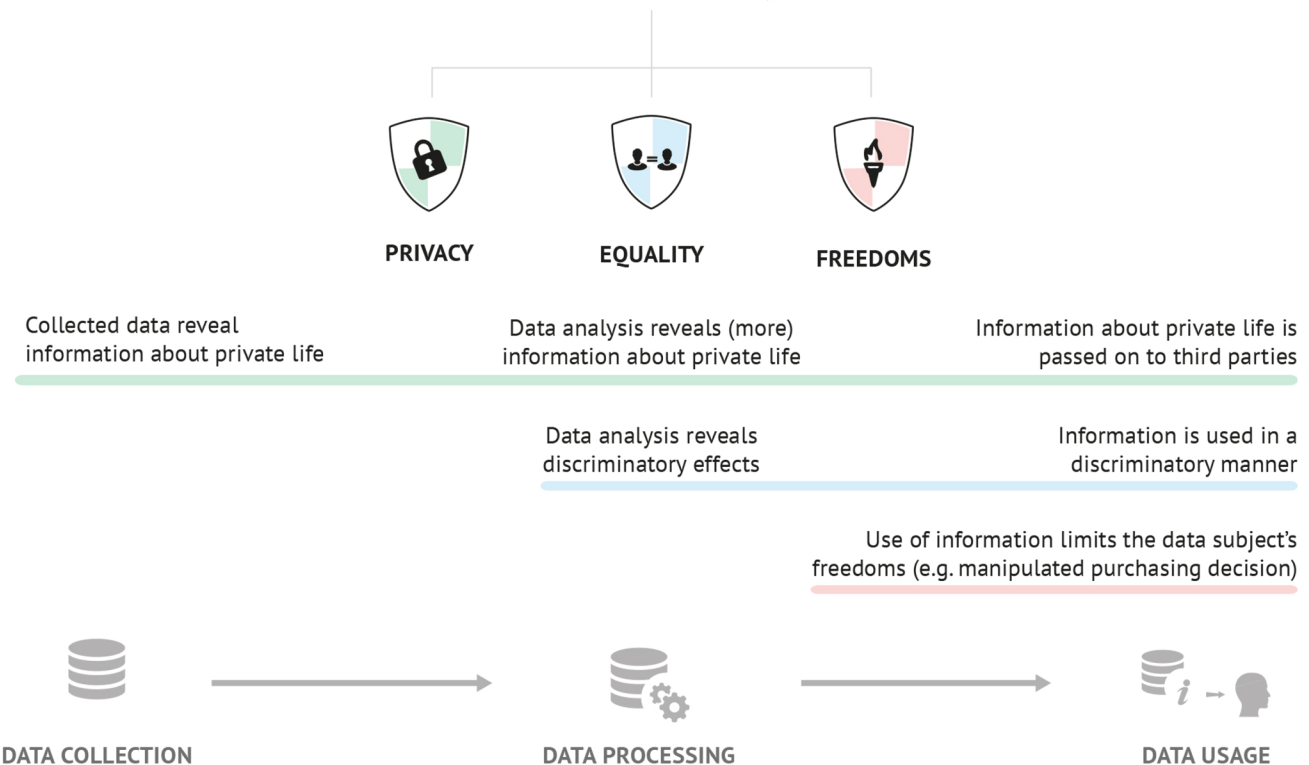 PRIVACY
EQUALITY
FREEDOMS
Collected data reveal
information about private life
Data analysis reveals (more)
information about private life
Information about private life is
passed on to third parties
Data analysis reveals
discriminatory effects
Information is used in a
discriminatory manner
Use of information limits the data subject’s
freedoms (e.g. manipulated purchasing decision)
DATA COLLECTION
DATA PROCESSING
DATA USAGE